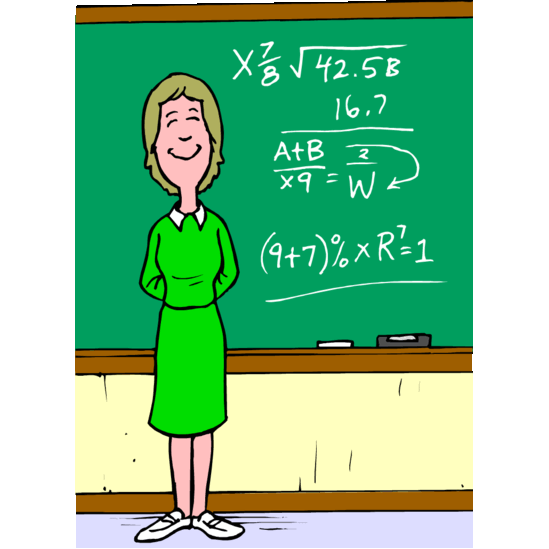 X 7/8 √42.5B
16.7
A+B/x9 = 2/W
(9+7)% x R⁷=1